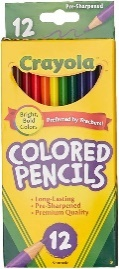 12
Pre-Sharpened
Crayola
Bright,
Bold
Colors
Preferred by Teachers!
COLORED
PENCILS
• Long-Lasting
• Pre-Sharpened
• Premium Quality
12